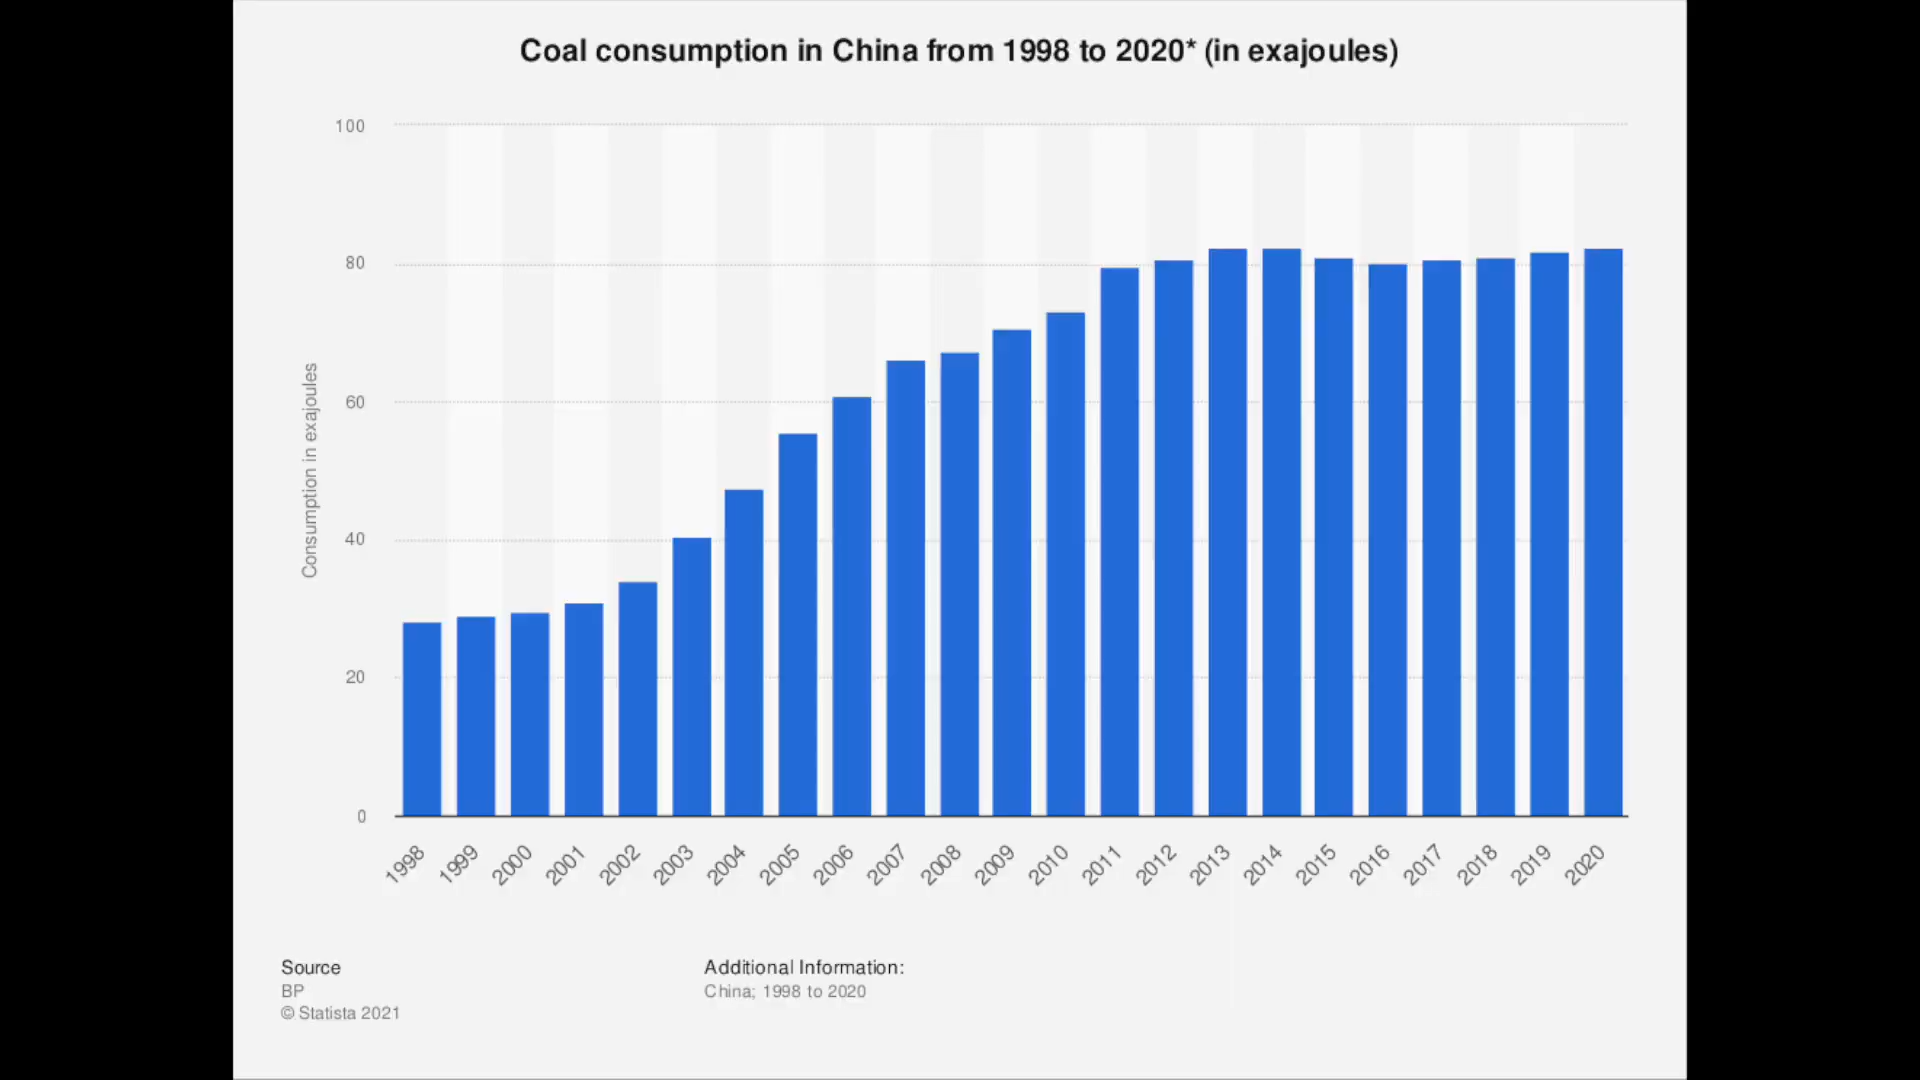 Coal consumption in China from 1998 to 2020* (in exajoules)
100
80
60
40
20
0
Consumption in exajoules
1998 1999 2000 2001 2002 2003 2004 2005 2006 2007 2008 2009 2010 2011 2012 2013 2014 2015 2016 2017 2018 2019 2020
Source
BP
© Statista 2021
Additional Information:
China; 1998 to 2020